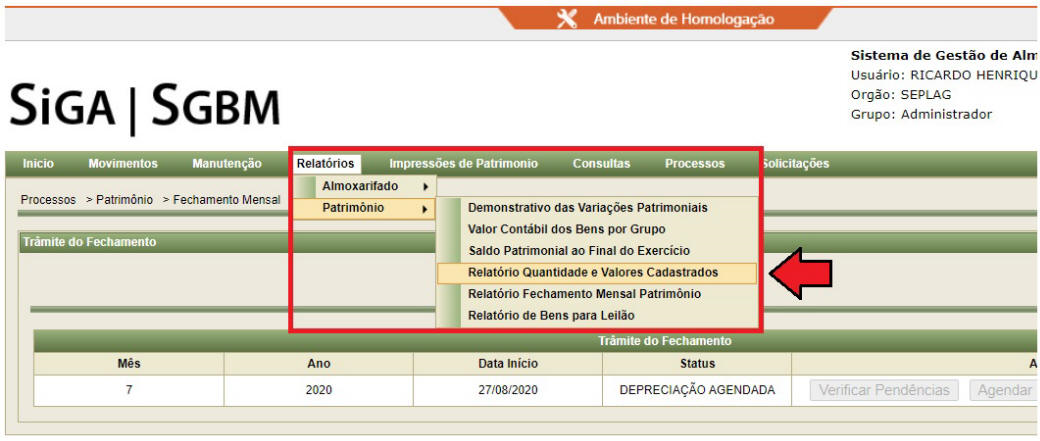 Ambiente de Homologação
Sistema de Gestão de Alm
Usuário: RICARDO HENRIQU
Orgão: SEPLAG
Grupo: Administrador
SiGA | SGBM
Inicio Movimentos Manutenção Relatórios Impressões de Patrimonio Consultas Processos Solicitações
Almoxarifado
Processos > Patrimônio > Fechamento Mensal
Patrimônio
Demonstrativo das Variações Patrimoniais
Valor Contábil dos Bens por Grupo
Trâmite do Fechamento
Saldo Patrimonial ao Final do Exercício
Relatório Quantidade e Valores Cadastrados
Relatório Fechamento Mensal Patrimônio
Relatório de Bens para Leilão
Trâmite do Fechamento
Mês Ano Data Início Status A
7 2020 27/08/2020 DEPRECIAÇÃO AGENDADA Verificar Pendências Agendar